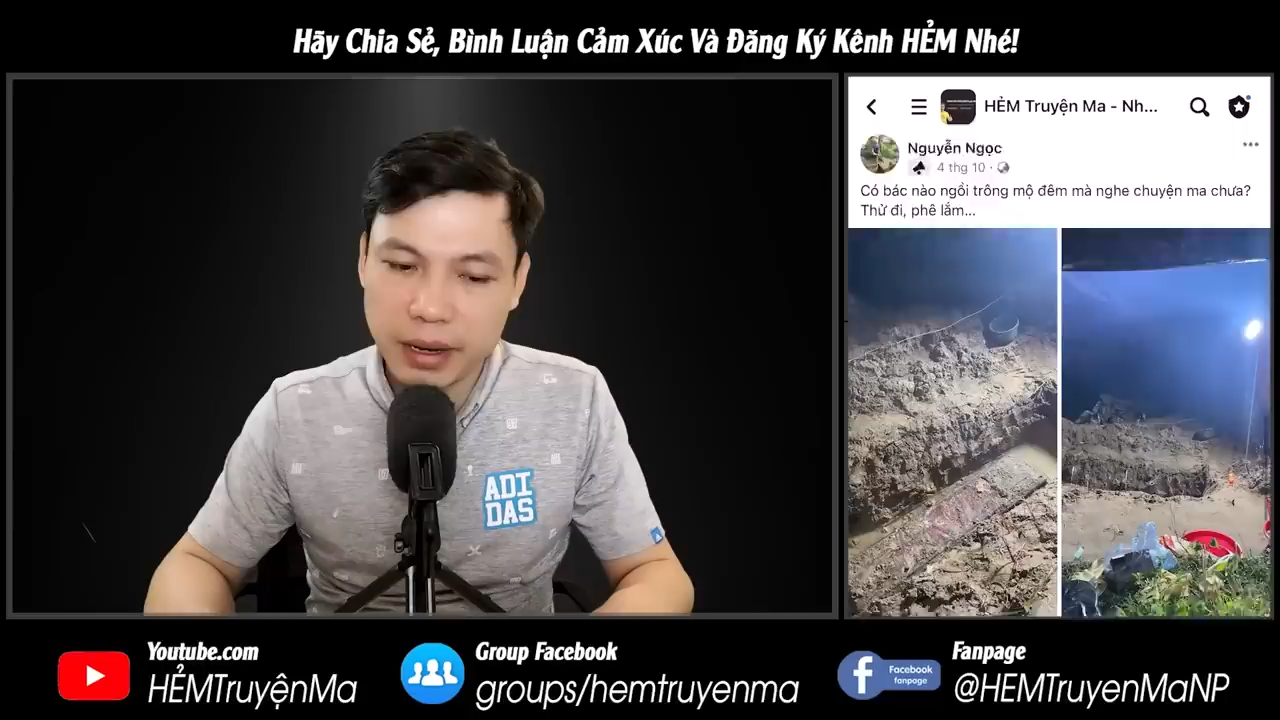 Hãy Chia Sẻ, Bình Luận Cảm Xúc Và Đăng Ký Kênh HẺM Nhé!
HẺM Truyện Ma - Nh...
Nguyễn Ngọc
4 thg 10 ·
Có bác nào ngồi trông mộ đêm mà nghe chuyện ma chưa?
Thử đi, phê lắm...
ADI
DAS
Youtube.com
HẺMTruyệnMa
Group Facebook
groups/hemtruyenma
Facebook
fanpage
Fanpage
@HEMTruyenMaNP